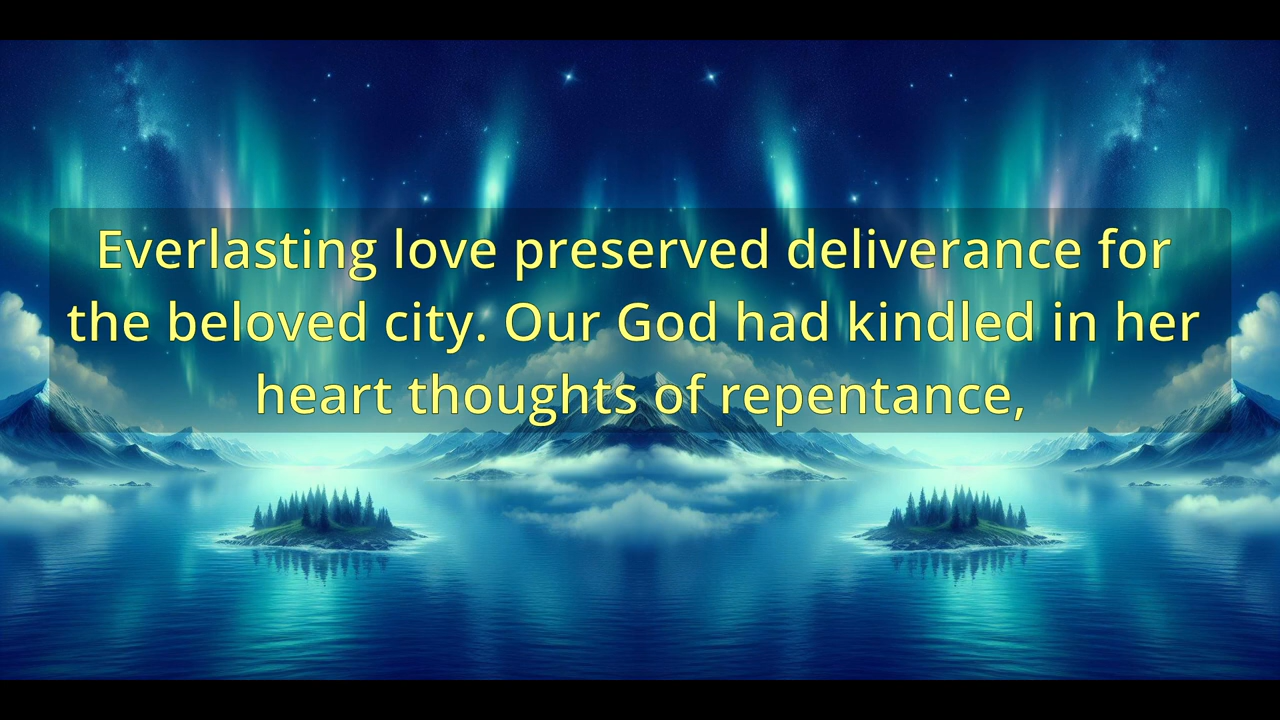 Everlasting love preserved deliverance for
the beloved city. Our God had kindled in her
heart thoughts of repentance,